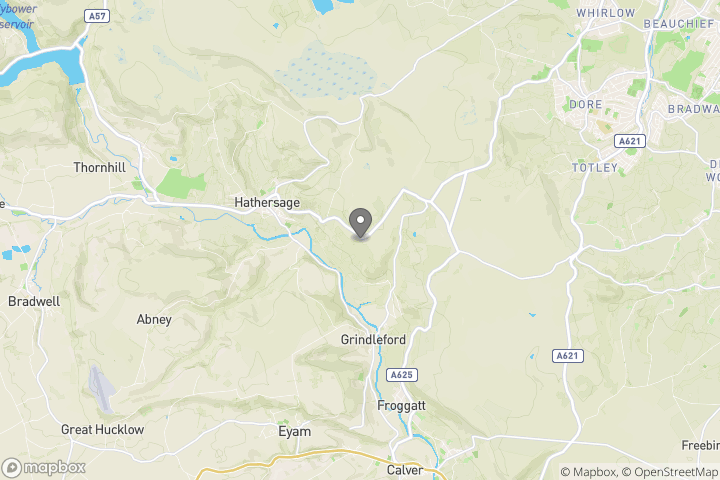 A57
WHIRLOW
BEAUCHIEF
DORE
BRADWA
A621
Thornhill
TOTLEY
Hathersage
Bradwell
Abney
Grindleford
A621
A625
Froggatt
Great Hucklow
Eyam
Freebir
Calver
mapbox
© Mapbox, © OpenStreetMap